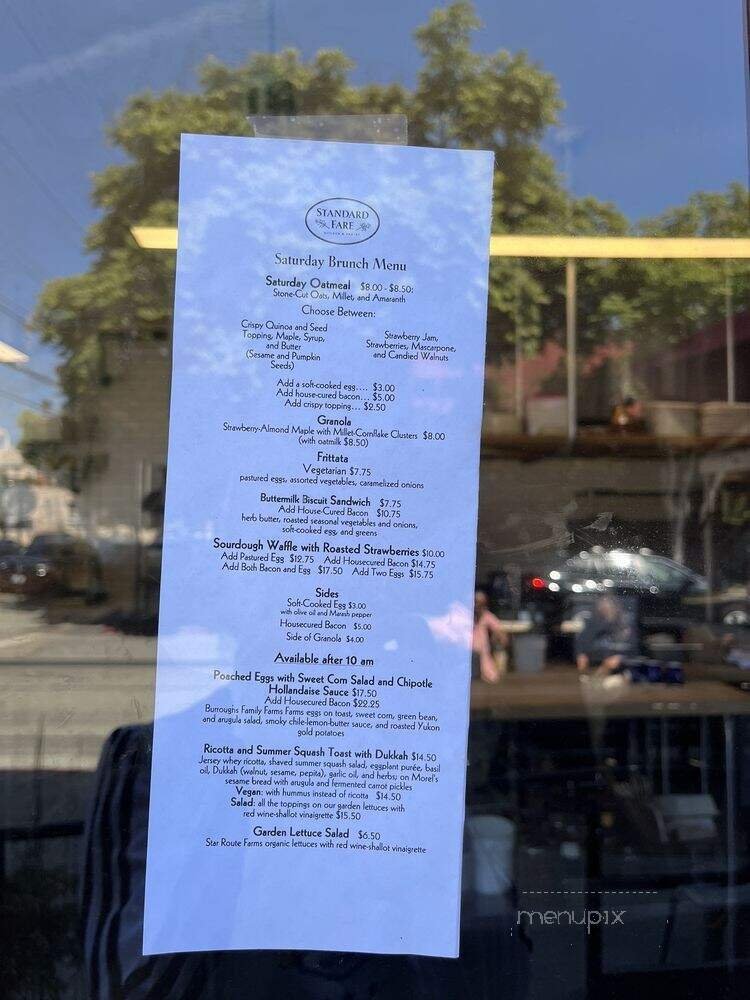 STANDARD
FARE
KITCHEN & PANTRY
Saturday Brunch Menu
Saturday Oatmeal $8.00 - $8.50:
Stone-Cut Oats, Millet, and Amaranth
Choose Between:
Crispy Quinoa and Seed
Topping, Maple, Syrup,
and Butter
(Sesame and Pumpkin
Seeds)
Strawberry Jam,
Strawberries, Mascarpone,
and Candied Walnuts
Add a soft-cooked egg.... $3.00
Add house-cured bacon... $5.00
Add crispy topping... $2.50
Granola
Strawberry-Almond Maple with Millet-Cornflake Clusters $8.00
(with oatmilk $8.50)
Frittata
Vegetarian $7.75
pastured eggs, assorted vegetables, caramelized onions
Buttermilk Biscuit Sandwich $7.75
Add House-Cured Bacon $10.75
herb butter, roasted seasonal vegetables and onions,
soft-cooked egg, and greens
Sourdough Waffle with Roasted Strawberries $10.00
Add Pastured Egg $12.75 Add Housecured Bacon $14.75
Add Both Bacon and Egg $17.50 Add Two Eggs $15.75
Sides
Soft-Cooked Egg $3.00
with olive oil and Marash pepper
Housecured Bacon $5.00
Side of Granola $4.00
Available after 10 am
Poached Eggs with Sweet Corn Salad and Chipotle
Hollandaise Sauce $17.50
Add Housecured Bacon $22.25
Burroughs Family Farms Farms eggs on toast, sweet corn, green bean,
and arugula salad, smoky chile-lemon-butter sauce, and roasted Yukon
gold potatoes
Ricotta and Summer Squash Toast with Dukkah $14.50
Jersey whey ricotta, shaved summer squash salad, eggplant purée, basil
oil, Dukkah (walnut, sesame, pepita), garlic oil, and herbs; on Morel's
sesame bread with arugula and fermented carrot pickles
Vegan: with hummus instead of ricotta $14.50
Salad: all the toppings on our garden lettuces with
red wine-shallot vinaigrette $15.50
Garden Lettuce Salad $6.50
Star Route Farms organic lettuces with red wine-shallot vinaigrette
menupix